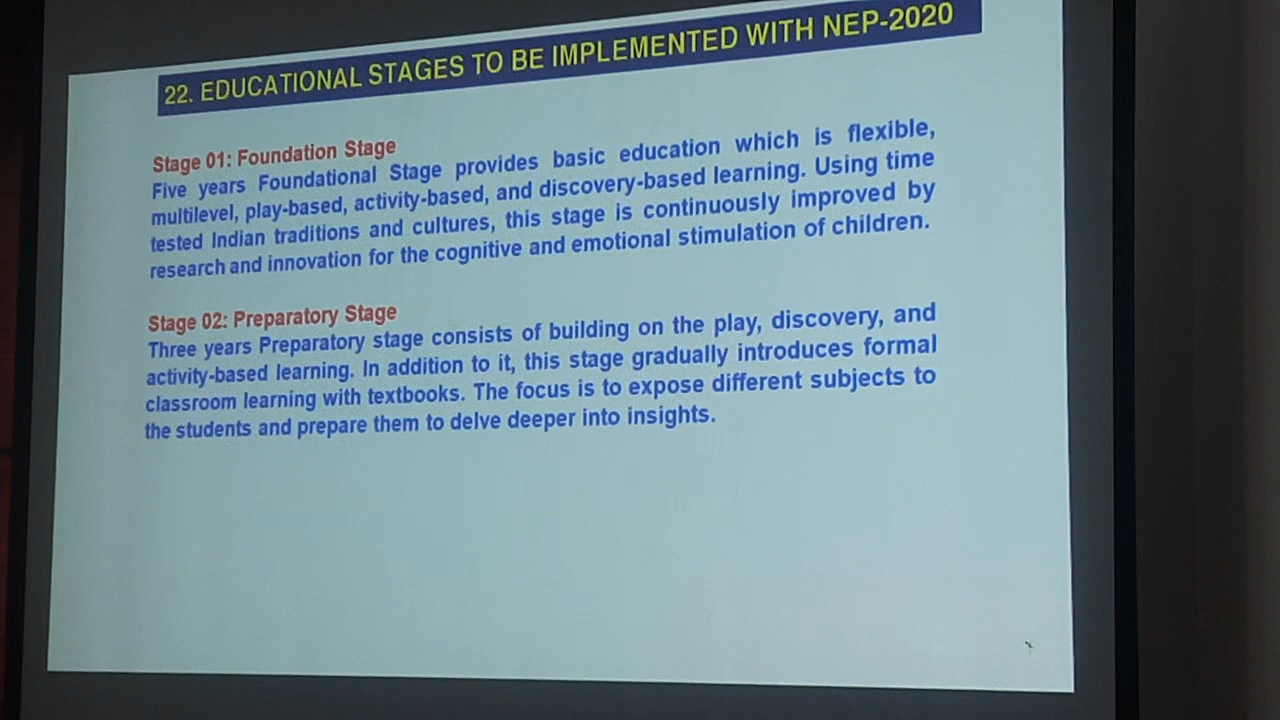 22. EDUCATIONAL STAGES TO BE IMPLEMENTED WITH NEP-2020
Stage 01: Foundation Stage
Five years Foundational Stage provides basic education which is flexible,
multilevel, play-based, activity-based, and discovery-based learning. Using time
tested Indian traditions and cultures, this stage is continuously improved by
research and innovation for the cognitive and emotional stimulation of children.
Stage 02: Preparatory Stage
Three years Preparatory stage consists of building on the play, discovery, and
activity-based learning. In addition to it, this stage gradually introduces formal
classroom learning with textbooks. The focus is to expose different subjects to
the students and prepare them to delve deeper into insights.